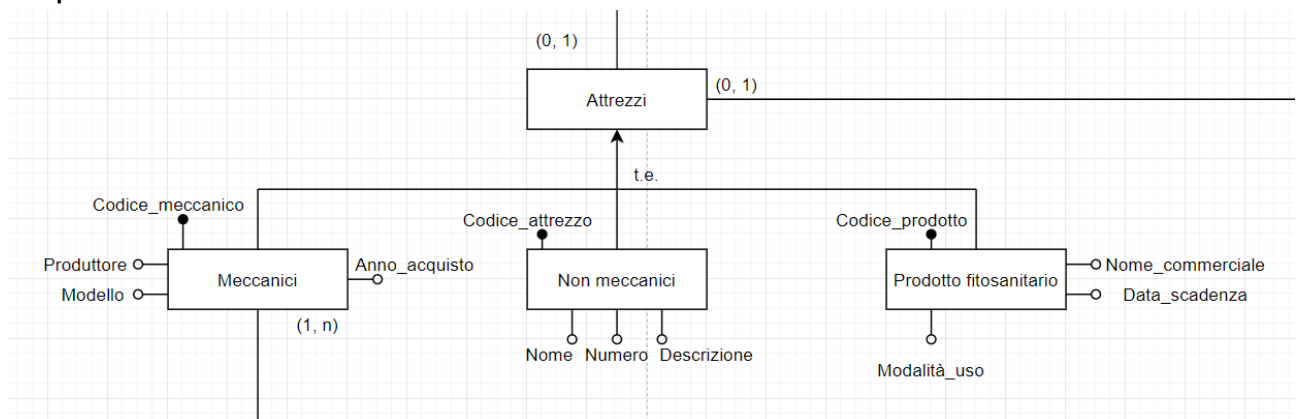 (0, 1)
Attrezzi
(0, 1)
t.e.
Codice_meccanico
Codice_attrezzo
Codice_prodotto
Produttore
Meccanici
Anno_acquisto
Non meccanici
Prodotto fitosanitario
Nome_commerciale
Modello
Data_scadenza
(1, n)
Nome
Numero
Descrizione
Modalità_uso